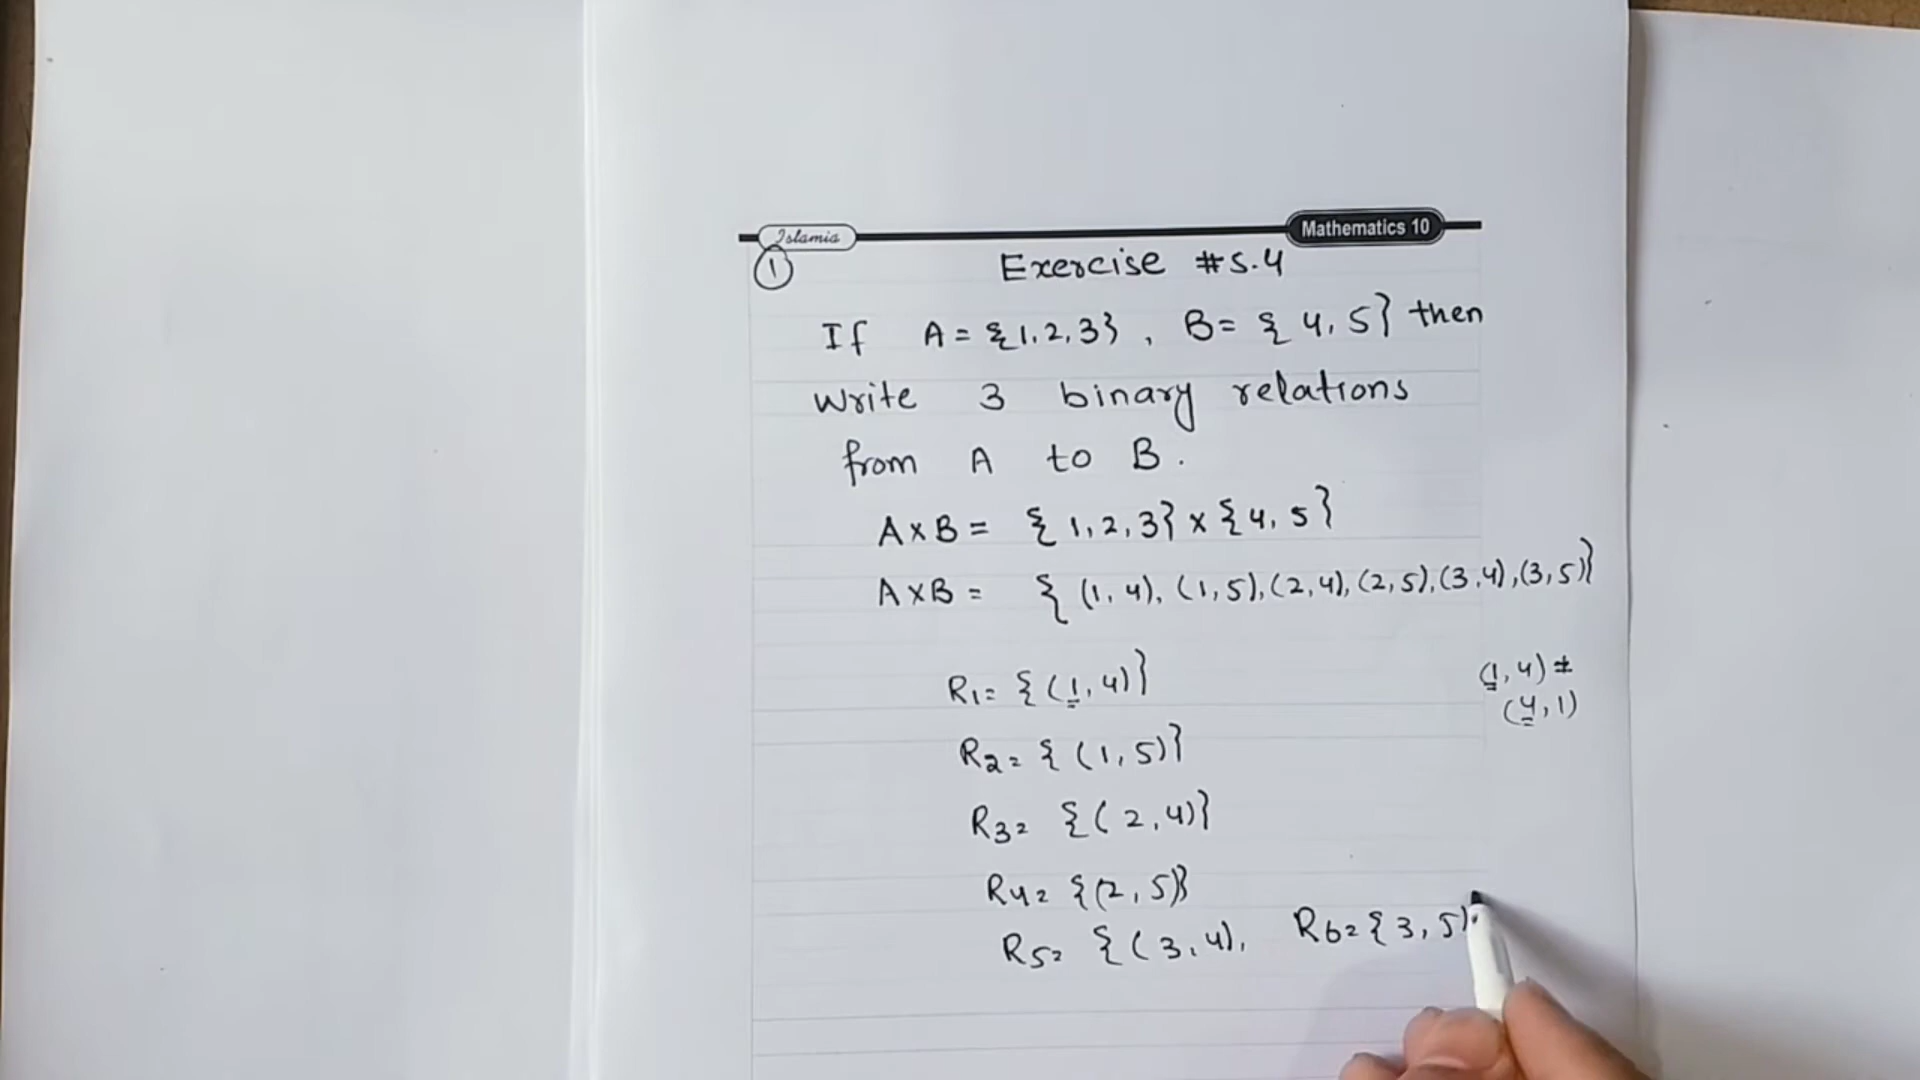 Islamia
Mathematics 10
1
Exercise #5.4
If A = {1,2,3}, B = {4,5} then
write 3 binary relations
from A to B.
A×B = {1,2,3} × {4,5}
A×B = {(1,4), (1,5), (2,4), (2,5), (3,4), (3,5)}
R1 = {(1,4)}
(1,4) ≠
(4,1)
R2 = {(1,5)}
R3 = {(2,4)}
R4 = {(2,5)}
R5 = {(3,4), R6 = {3,5)